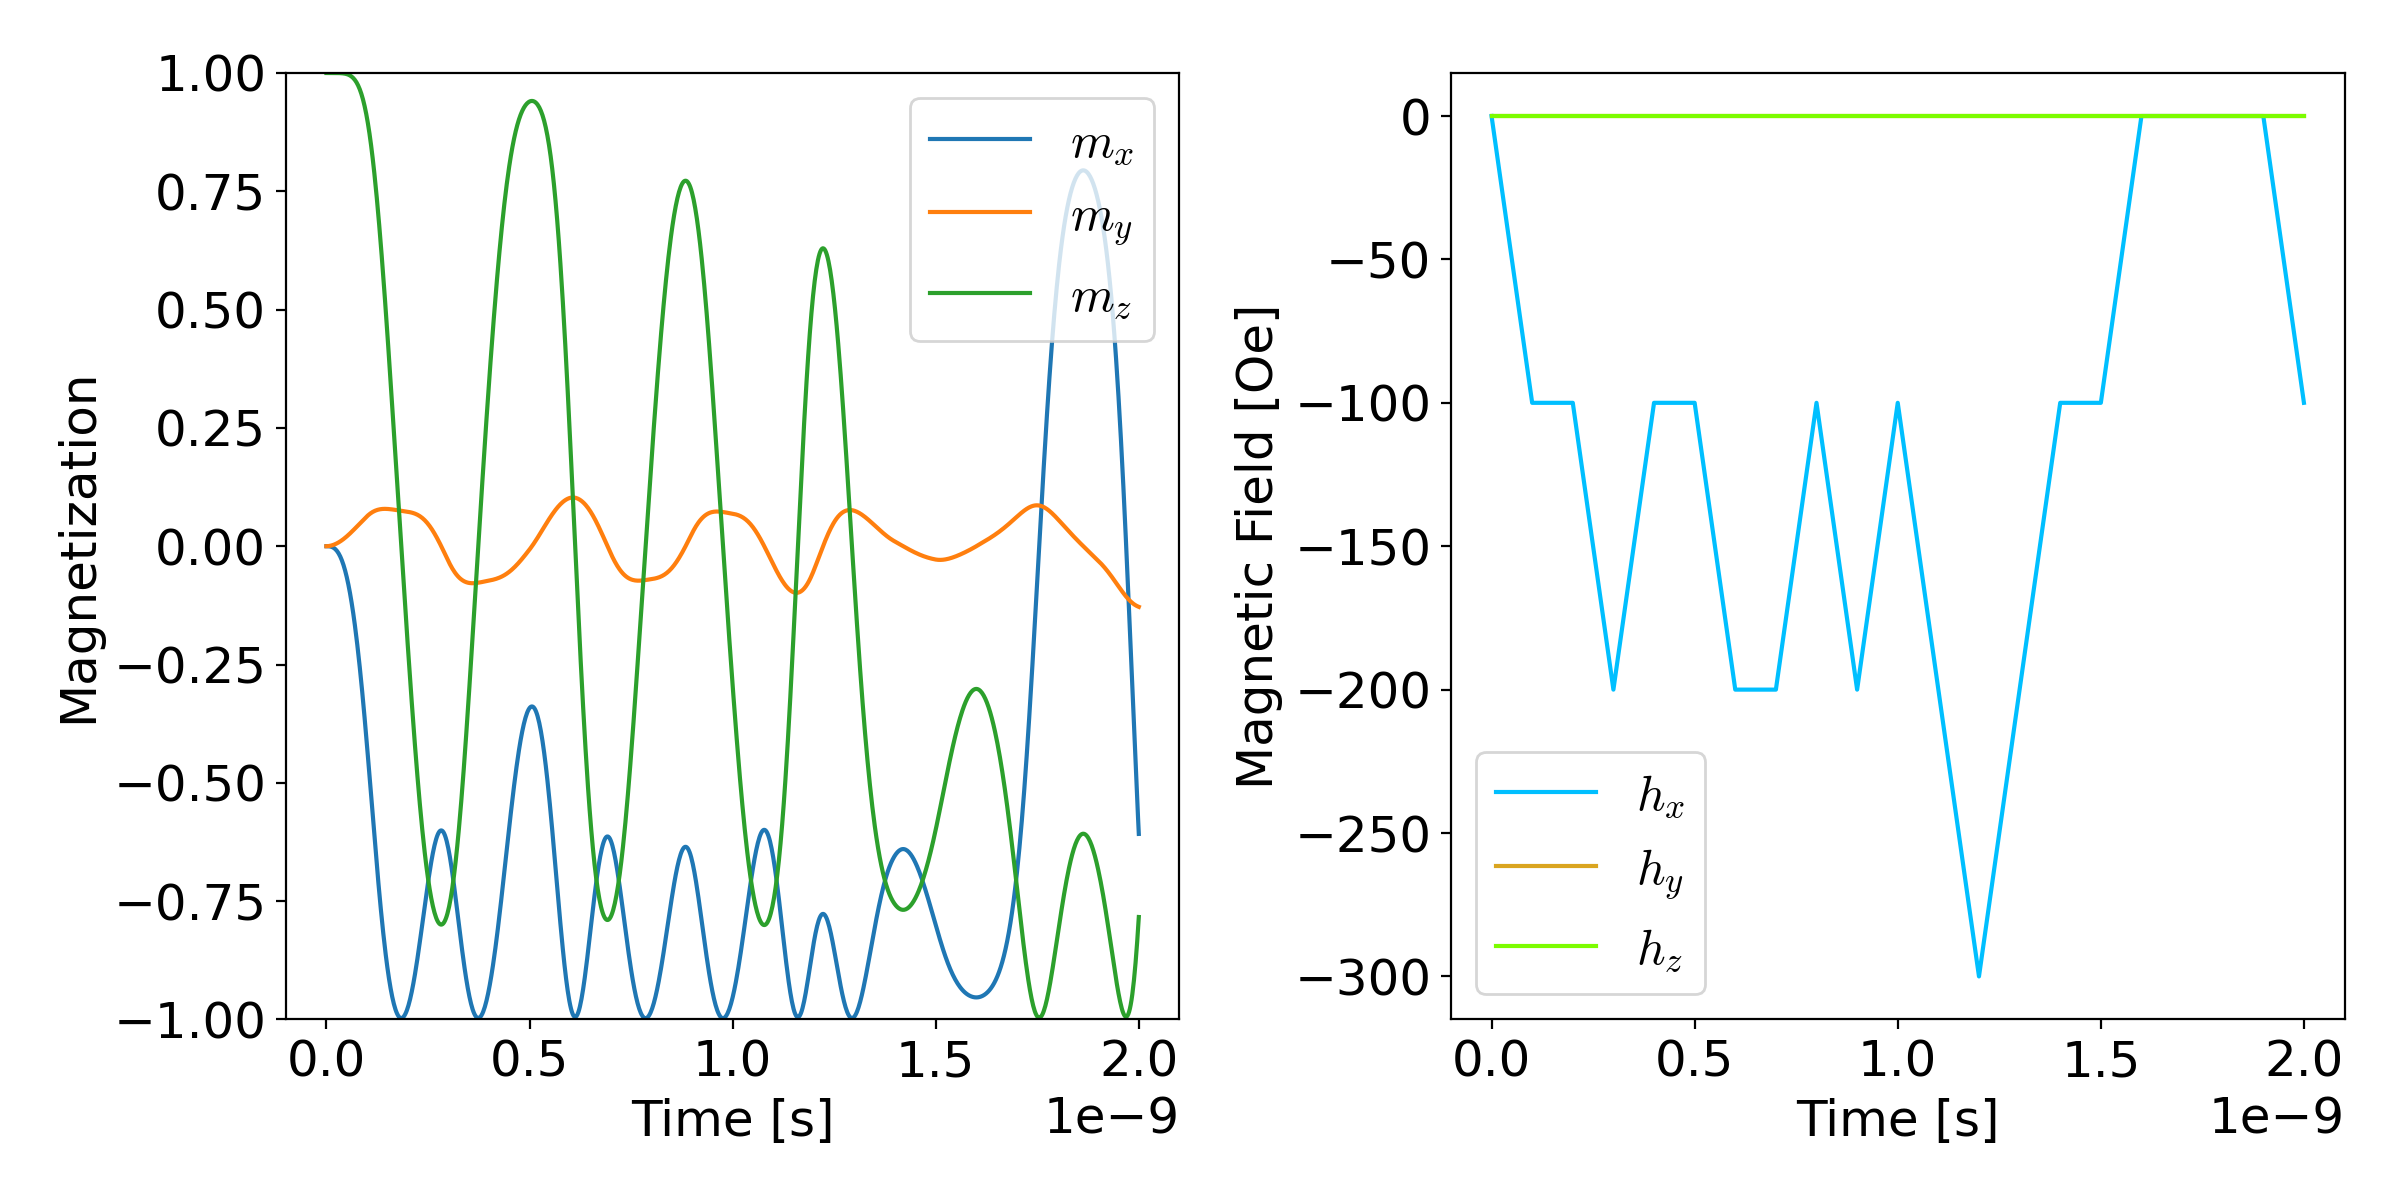 Magnetization
1.00
0.75
0.50
0.25
0.00
−0.25
−0.50
−0.75
−1.00
0.0 0.5 1.0 1.5 2.0
Time [s]
1e−9
m_x
m_y
m_z
Magnetic Field [Oe]
0
−50
−100
−150
−200
−250
−300
0.0 0.5 1.0 1.5 2.0
Time [s]
1e−9
h_x
h_y
h_z